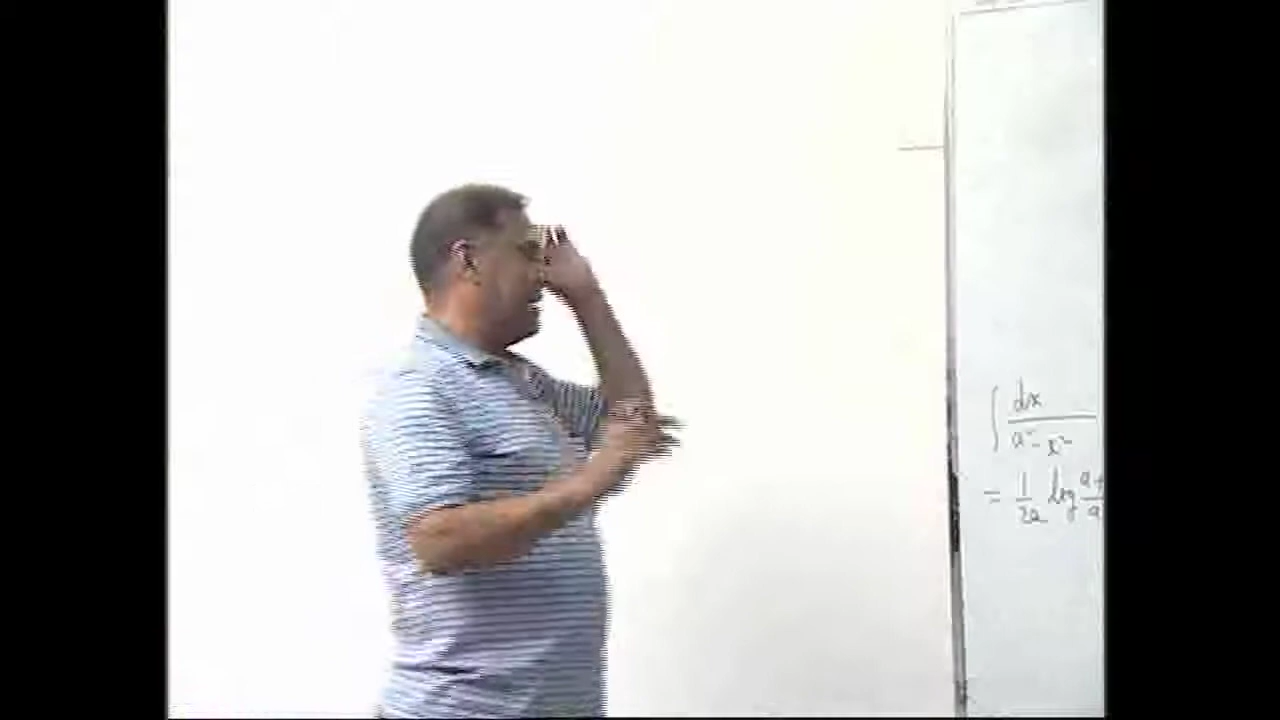 ∫ dx / a² - x²
= 1/2a log a+ / a